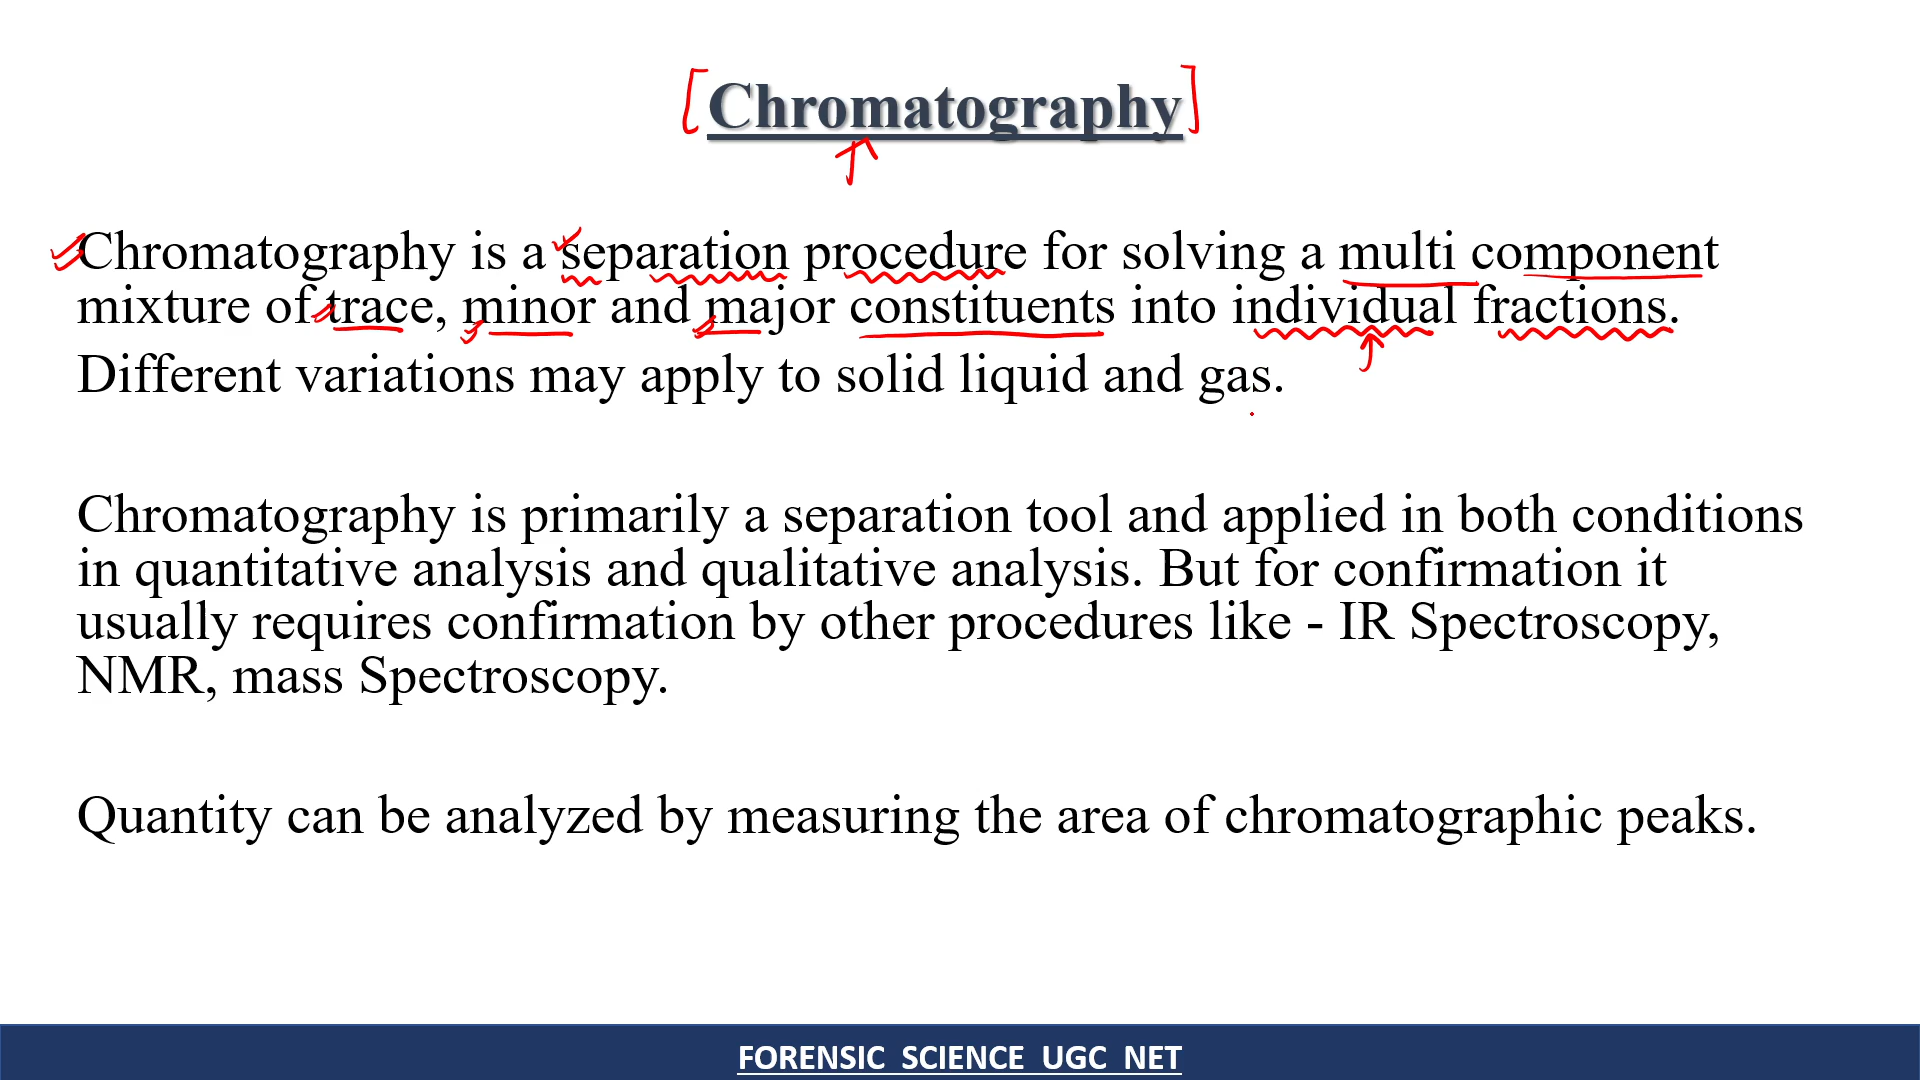 Chromatography
Chromatography is a separation procedure for solving a multi component
mixture of trace, minor and major constituents into individual fractions.
Different variations may apply to solid liquid and gas.
Chromatography is primarily a separation tool and applied in both conditions
in quantitative analysis and qualitative analysis. But for confirmation it
usually requires confirmation by other procedures like - IR Spectroscopy,
NMR, mass Spectroscopy.
Quantity can be analyzed by measuring the area of chromatographic peaks.
FORENSIC SCIENCE UGC NET